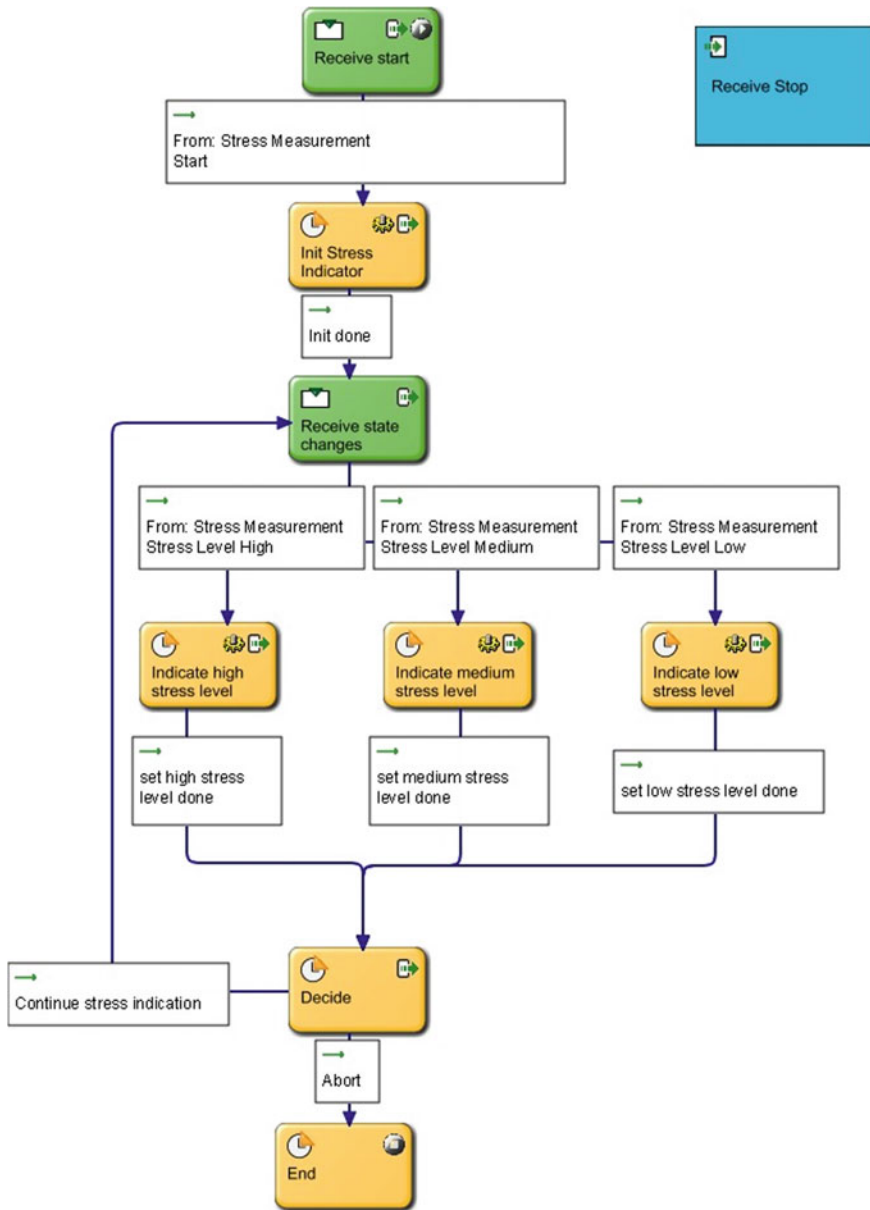 Receive start
Receive Stop
From: Stress Measurement
Start
Init Stress
Indicator
Init done
Receive state
changes
From: Stress Measurement
Stress Level High
From: Stress Measurement
Stress Level Medium
From: Stress Measurement
Stress Level Low
Indicate high
stress level
Indicate medium
stress level
Indicate low
stress level
set high stress
level done
set medium stress
level done
set low stress level done
Continue stress indication
Decide
Abort
End